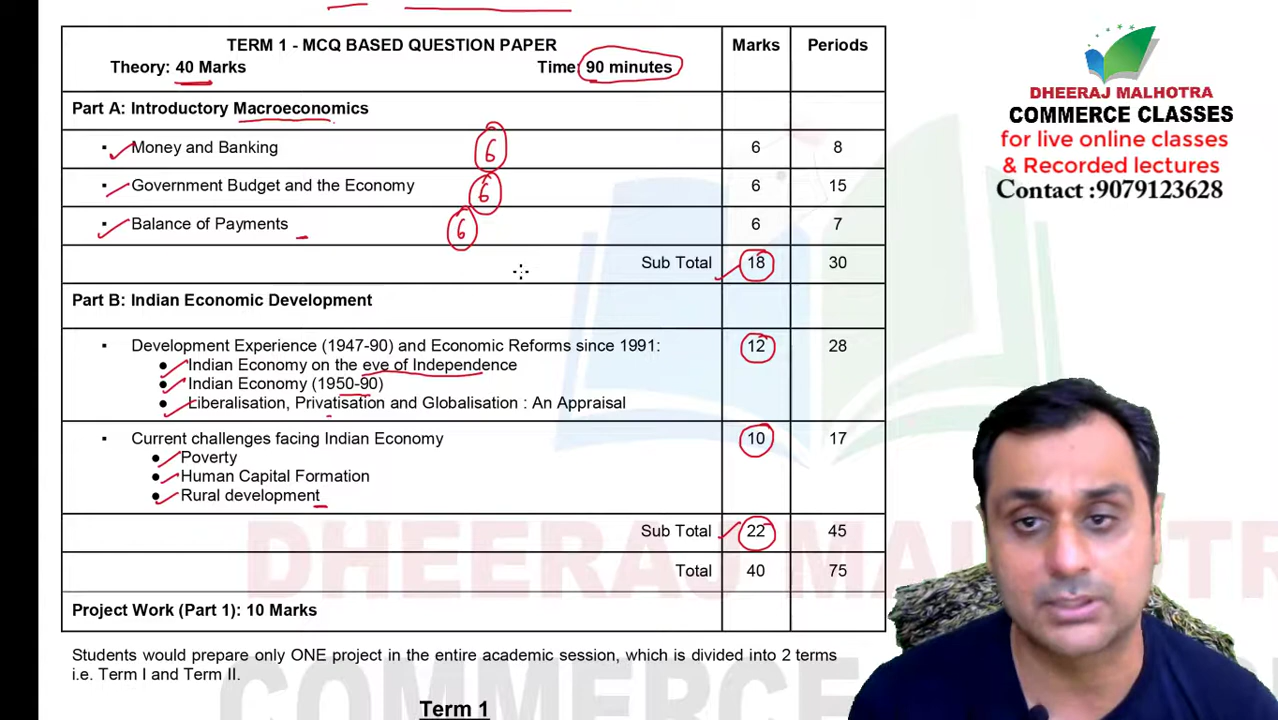 TERM 1 - MCQ BASED QUESTION PAPER Marks Periods
Theory: 40 Marks Time: 90 minutes
Part A: Introductory Macroeconomics
Money and Banking 6 6 8
Government Budget and the Economy 6 6 15
Balance of Payments 6 6 7
Sub Total 18 30
Part B: Indian Economic Development
Development Experience (1947-90) and Economic Reforms since 1991: 12 28
Indian Economy on the eve of Independence
Indian Economy (1950-90)
Liberalisation, Privatisation and Globalisation : An Appraisal
Current challenges facing Indian Economy 10 17
Poverty
Human Capital Formation
Rural development
Sub Total 22 45
Total 40 75
Project Work (Part 1): 10 Marks
Students would prepare only ONE project in the entire academic session, which is divided into 2 terms
i.e. Term I and Term II.
Term 1
DHEERAJ MALHOTRA
COMMERCE CLASSES
for live online classes
& Recorded lectures
Contact :9079123628
DHEERAJ MALHOTRA
COMMERCE